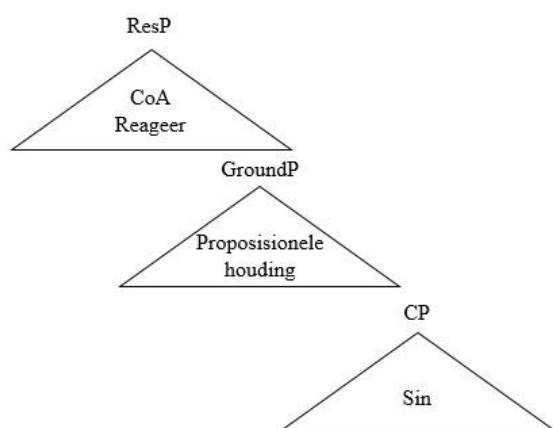 ResP
CoA
Reageer
GroundP
Proposisionele
houding
CP
Sin